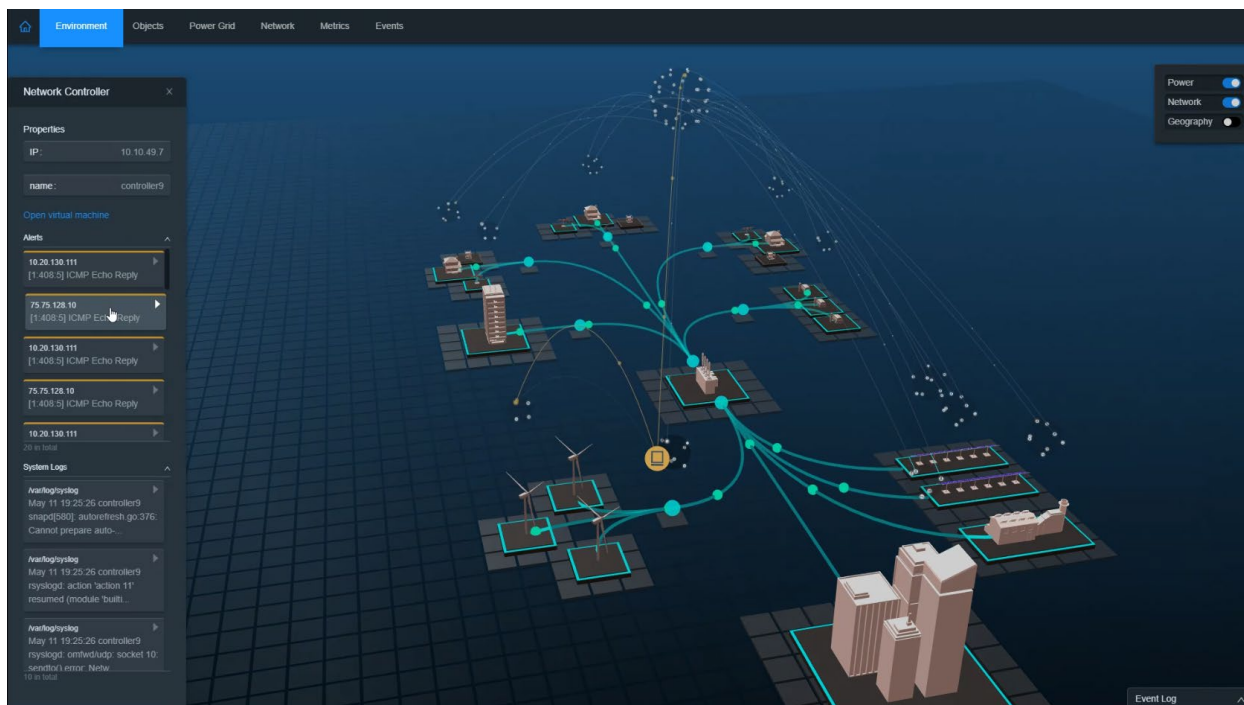 Environment
Objects
Power Grid
Network
Metrics
Events
Network Controller
X
Properties
IP: 10.10.49.7
name: controller9
Open virtual machine
Alerts
10.20.130.111
[1:408:5] ICMP Echo Reply
75.75.128.10
[1:408:5] ICMP Echo Reply
10.20.130.111
[1:408:5] ICMP Echo Reply
75.75.128.10
[1:408:5] ICMP Echo Reply
10.20.130.111
20 in total
System Logs
/var/log/syslog
May 11 19:25:26 controller9
snapd[580]: autorefresh.go:376:
Cannot prepare auto-...
/var/log/syslog
May 11 19:25:26 controller9
rsyslogd: action 'action 11'
resumed (module 'builti...
/var/log/syslog
May 11 19:25:26 controller9
rsyslogd: omfwd/udp: socket 10:
sendto() error: Netw
10 in total
Power
Network
Geography
Event Log